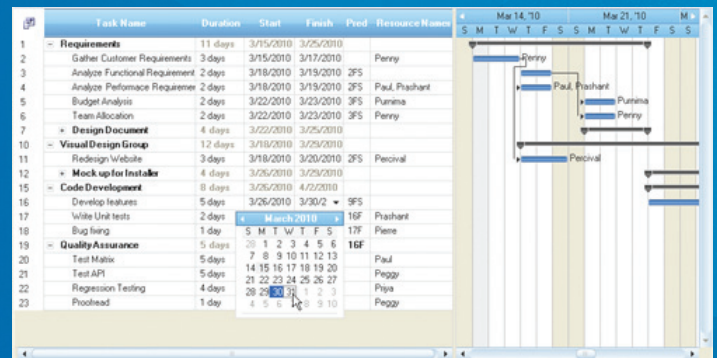 Task Name Duration Start Finish Pred Resource Names
Mar 14, '10 Mar 21, '10 M
S M T W T F S S M T W T F S S
1 Requirements 11 days 3/15/2010 3/25/2010
2 Gather Customer Requirements 3 days 3/15/2010 3/17/2010 Penny
Penny
3 Analyze Functional Requirement 2 days 3/18/2010 3/19/2010 2FS
4 Analyze Performace Requiremer 2 days 3/18/2010 3/19/2010 2FS Paul, Prashant
Paul, Prashant
5 Budget Analysis 2 days 3/22/2010 3/23/2010 3FS Purnima
Purnima
6 Team Allocation 2 days 3/22/2010 3/23/2010 3FS Penny
Penny
7 Design Document 4 days 3/22/2010 3/25/2010
10 Visual Design Group 12 days 3/18/2010 3/29/2010
11 Redesign Website 3 days 3/18/2010 3/20/2010 2FS Percival
Percival
12 Mock up for Installer 4 days 3/26/2010 3/29/2010
15 Code Development 8 days 3/26/2010 4/2/2010
16 Develop features 5 days 3/26/2010 3/30/2 9FS
17 Write Unit tests 2 days 16F Prashant
18 Bug fixing 1 day 17F Pierre
19 Quality Assurance 5 days 16F
20 Test Matrix 5 days Paul
21 Test API 5 days Peggy
22 Regression Testing 4 days Priya
23 Proofread 1 day Peggy
March 2010
S M T W T F S
28 1 2 3 4 5 6
7 8 9 10 11 12 13
14 15 16 17 18 19 20
21 22 23 24 25 26 27
28 29 30 31 1 2 3
4 5 6 8 9 10